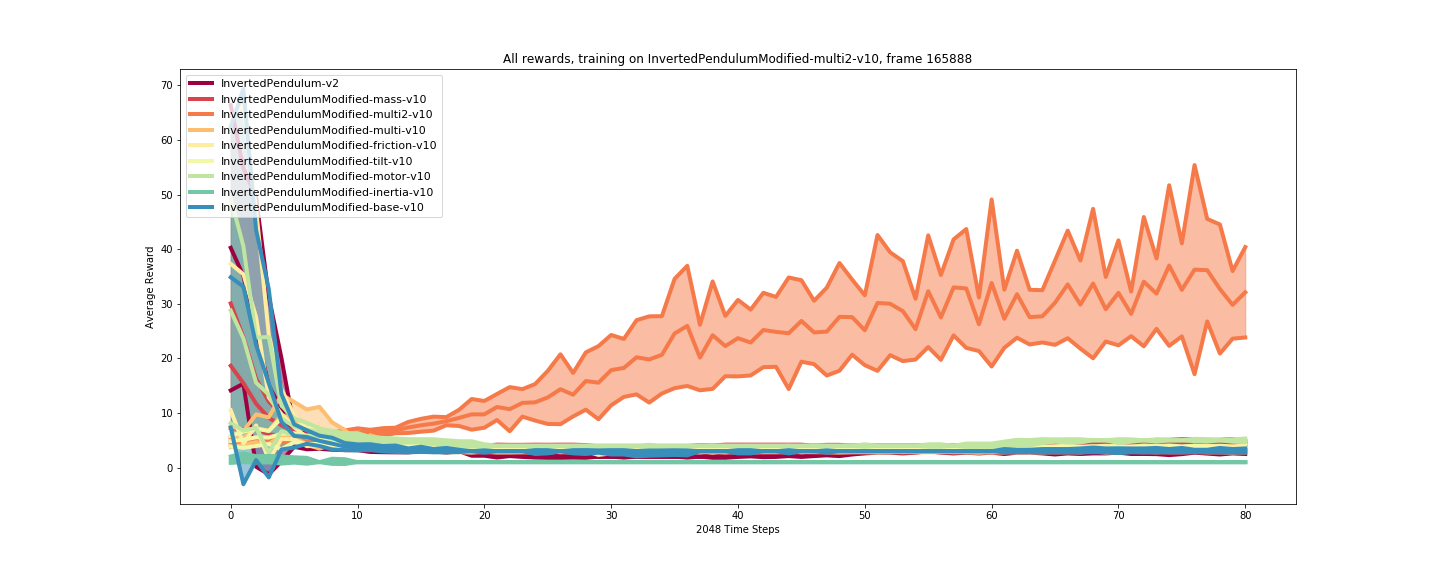 All rewards, training on InvertedPendulumModified-multi2-v10, frame 165888
InvertedPendulum-v2
InvertedPendulumModified-mass-v10
InvertedPendulumModified-multi2-v10
InvertedPendulumModified-multi-v10
InvertedPendulumModified-friction-v10
InvertedPendulumModified-tilt-v10
InvertedPendulumModified-motor-v10
InvertedPendulumModified-inertia-v10
InvertedPendulumModified-base-v10
70
60
50
40
30
20
10
0
Average Reward
0 10 20 30 40 50 60 70 80
2048 Time Steps